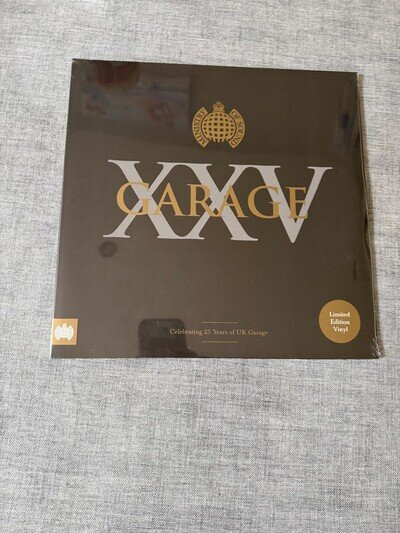 MINISTRY OF SOUND
XXV
GARAGE
Celebrating 25 Years of UK Garage
Limited
Edition
Vinyl